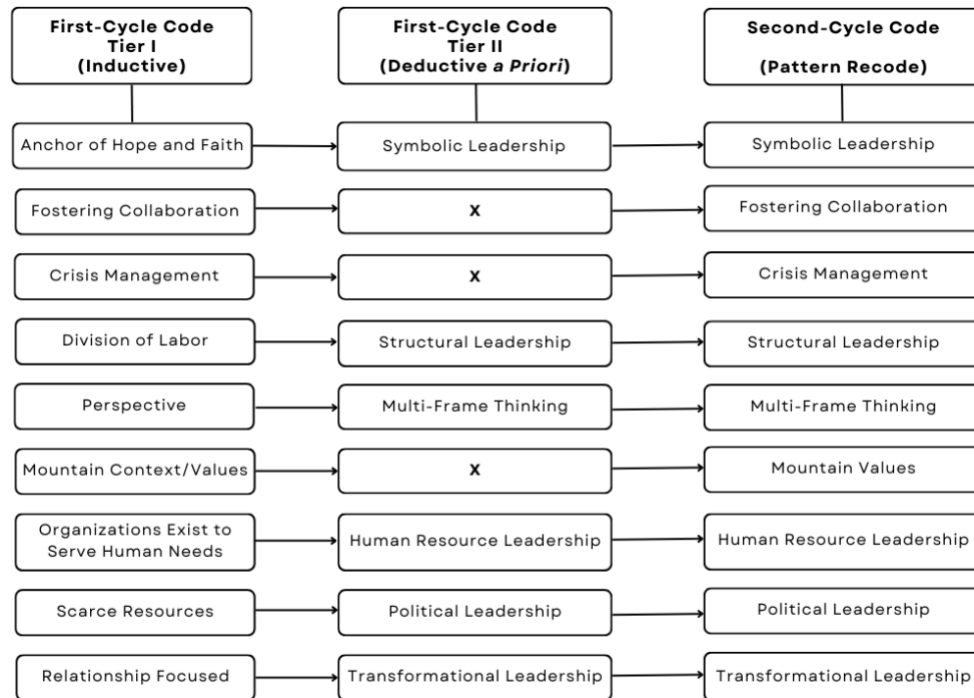 First-Cycle Code
Tier I
(Inductive)
First-Cycle Code
Tier II
(Deductive a Priori)
Second-Cycle Code
(Pattern Recode)
Anchor of Hope and Faith
Symbolic Leadership
Symbolic Leadership
Fostering Collaboration
X
Fostering Collaboration
Crisis Management
X
Crisis Management
Division of Labor
Structural Leadership
Structural Leadership
Perspective
Multi-Frame Thinking
Multi-Frame Thinking
Mountain Context/Values
X
Mountain Values
Organizations Exist to
Serve Human Needs
Human Resource Leadership
Human Resource Leadership
Scarce Resources
Political Leadership
Political Leadership
Relationship Focused
Transformational Leadership
Transformational Leadership